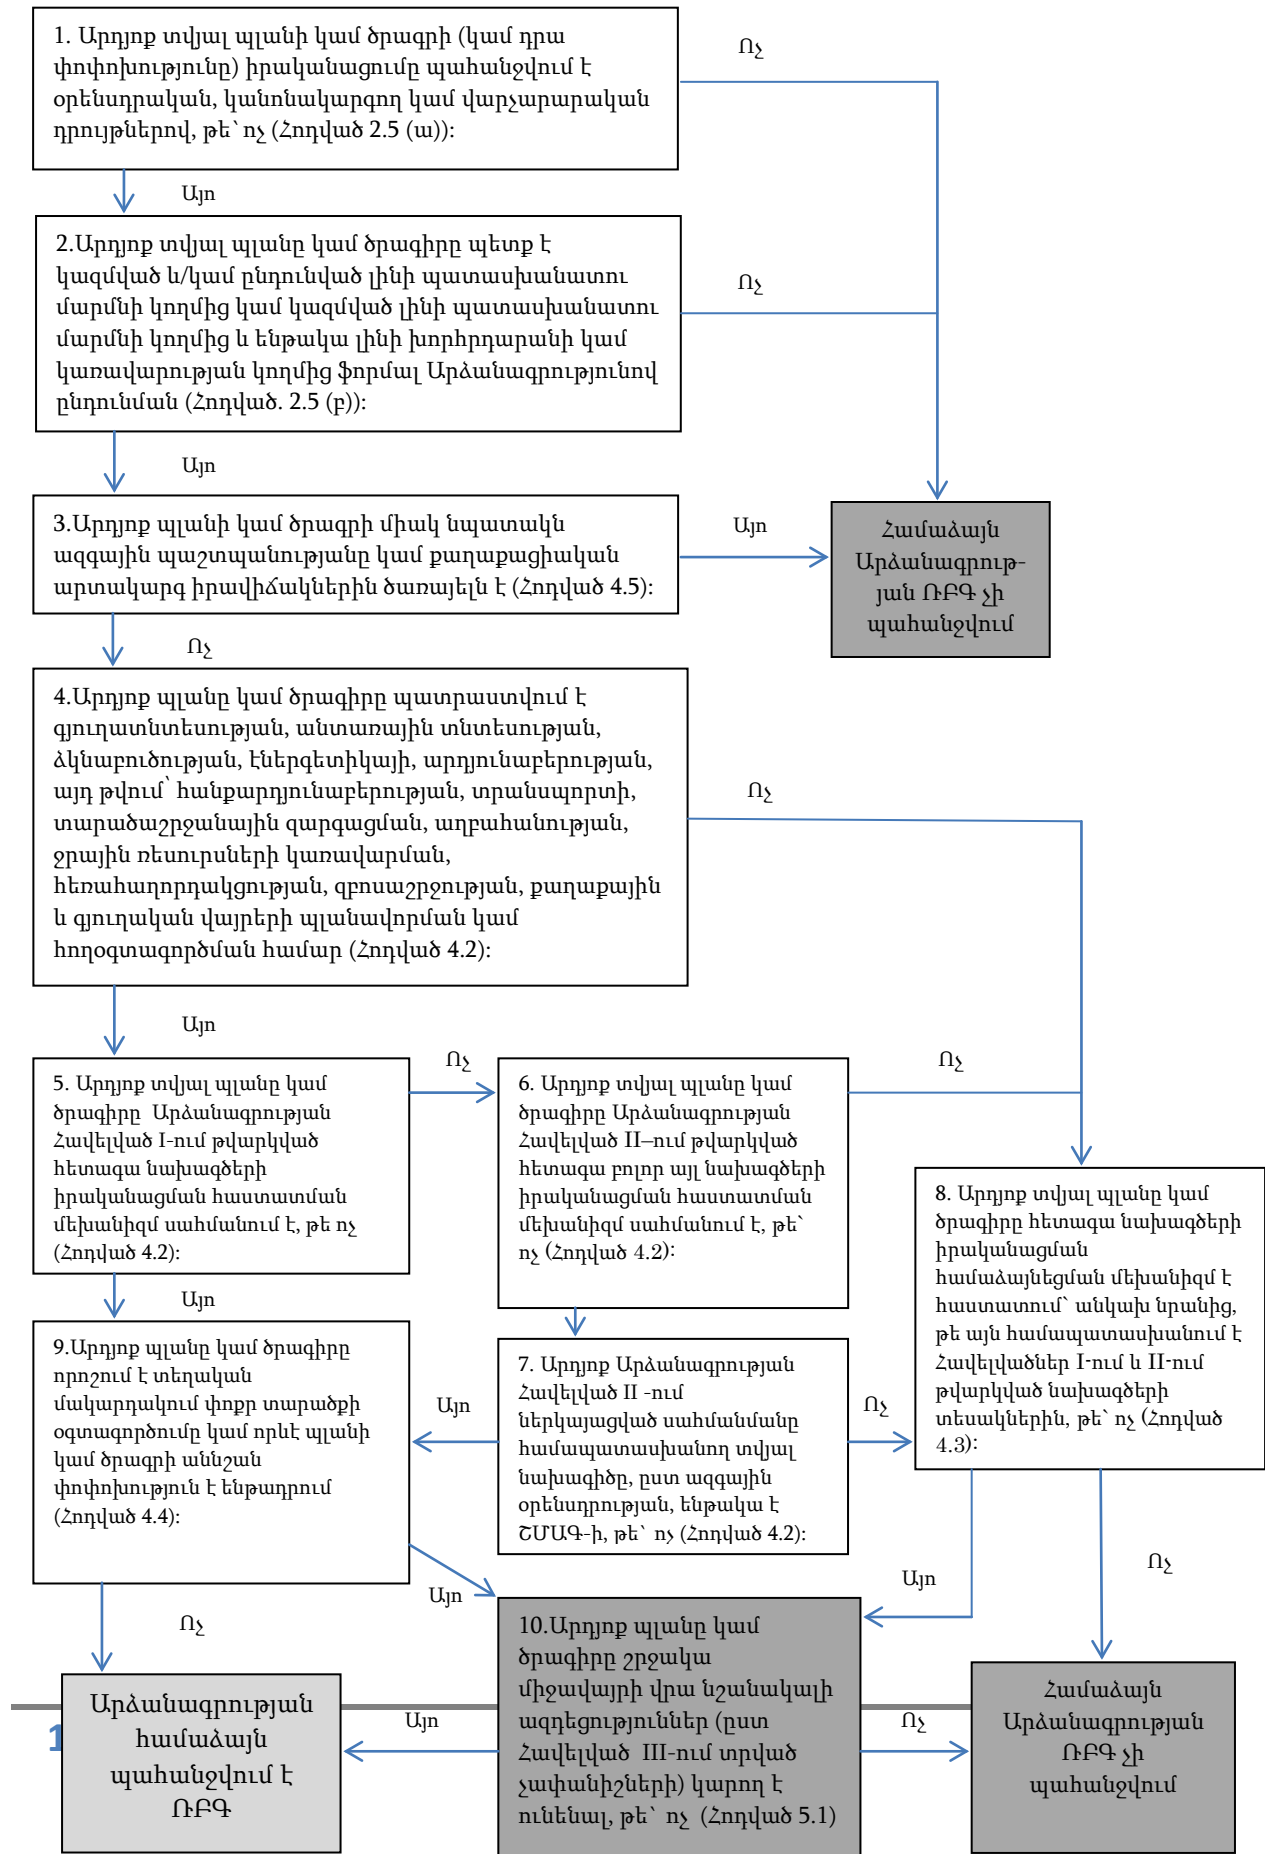 1. Արդյոք տվյալ պլանի կամ ծրագրի (կամ դրա
փոփոխությունը) իրականացումը պահանջվում է
օրենսդրական, կանոնակարգող կամ վարչարարական
դրույթներով, թե՝ ոչ (Հոդված 2.5 (ա)):
Ոչ
Այո
2.Արդյոք տվյալ պլանը կամ ծրագիրը պետք է
կազմված և/կամ ընդունված լինի պատասխանատու
մարմնի կողմից կամ կազմված լինի պատասխանատու
մարմնի կողմից և ենթակա լինի խորհրդարանի կամ
կառավարության կողմից ֆորմալ Արձանագրությունով
ընդունման (Հոդված. 2.5 (բ)):
Ոչ
Այո
3.Արդյոք պլանի կամ ծրագրի միակ նպատակն
ազգային պաշտպանությանը կամ քաղաքացիական
արտակարգ իրավիճակներին ծառայելն է (Հոդված 4.5):
Այո
Համաձայն
Արձանագրութ-
յան ՌԲԳ չի
պահանջվում
Ոչ
4.Արդյոք պլանը կամ ծրագիրը պատրաստվում է
գյուղատնտեսության, անտառային տնտեսության,
ձկնաբուծության, էներգետիկայի, արդյունաբերության,
այդ թվում՝ հանքարդյունաբերության, տրանսպորտի,
տարածաշրջանային զարգացման, աղբահանության,
ջրային ռեսուրսների կառավարման,
հեռահաղորդակցության, զբոսաշրջության, քաղաքային
և գյուղական վայրերի պլանավորման կամ
հողօգտագործման համար (Հոդված 4.2):
Ոչ
Այո
5. Արդյոք տվյալ պլանը կամ
ծրագիրը Արձանագրության
Հավելված I-ում թվարկված
հետագա նախագծերի
իրականացման հաստատման
մեխանիզմ սահմանում է, թե ոչ
(Հոդված 4.2):
Ոչ
6. Արդյոք տվյալ պլանը կամ
ծրագիրը Արձանագրության
Հավելված II–ում թվարկված
հետագա բոլոր այլ նախագծերի
իրականացման հաստատման
մեխանիզմ սահմանում է, թե՝
ոչ (Հոդված 4.2):
Ոչ
8. Արդյոք տվյալ պլանը կամ
ծրագիրը հետագա նախագծերի
իրականացման
համաձայնեցման մեխանիզմ է
հաստատում՝ անկախ նրանից,
թե այն համապատասխանում է
Հավելվածներ I-ում և II-ում
թվարկված նախագծերի
տեսակներին, թե՝ ոչ (Հոդված
4.3):
Այո
9.Արդյոք պլանը կամ ծրագիրը
որոշում է տեղական
մակարդակում փոքր տարածքի
օգտագործումը կամ որևէ պլանի
կամ ծրագրի աննշան
փոփոխություն է ենթադրում
(Հոդված 4.4):
Այո
7. Արդյոք Արձանագրության
Հավելված II -ում
ներկայացված սահմանմանը
համապատասխանող տվյալ
նախագիծը, ըստ ազգային
օրենսդրության, ենթակա է
ՇՄԱԳ-ի, թե՝ ոչ (Հոդված 4.2):
Ոչ
Այո
Այո
Ոչ
Ոչ
Արձանագրության
համաձայն
պահանջվում է
ՌԲԳ
1
Այո
10.Արդյոք պլանը կամ
ծրագիրը շրջակա
միջավայրի վրա նշանակալի
ազդեցություններ (ըստ
Հավելված III-ում տրված
չափանիշների) կարող է
ունենալ, թե՝ ոչ (Հոդված 5.1)
Ոչ
Համաձայն
Արձանագրության
ՌԲԳ չի
պահանջվում